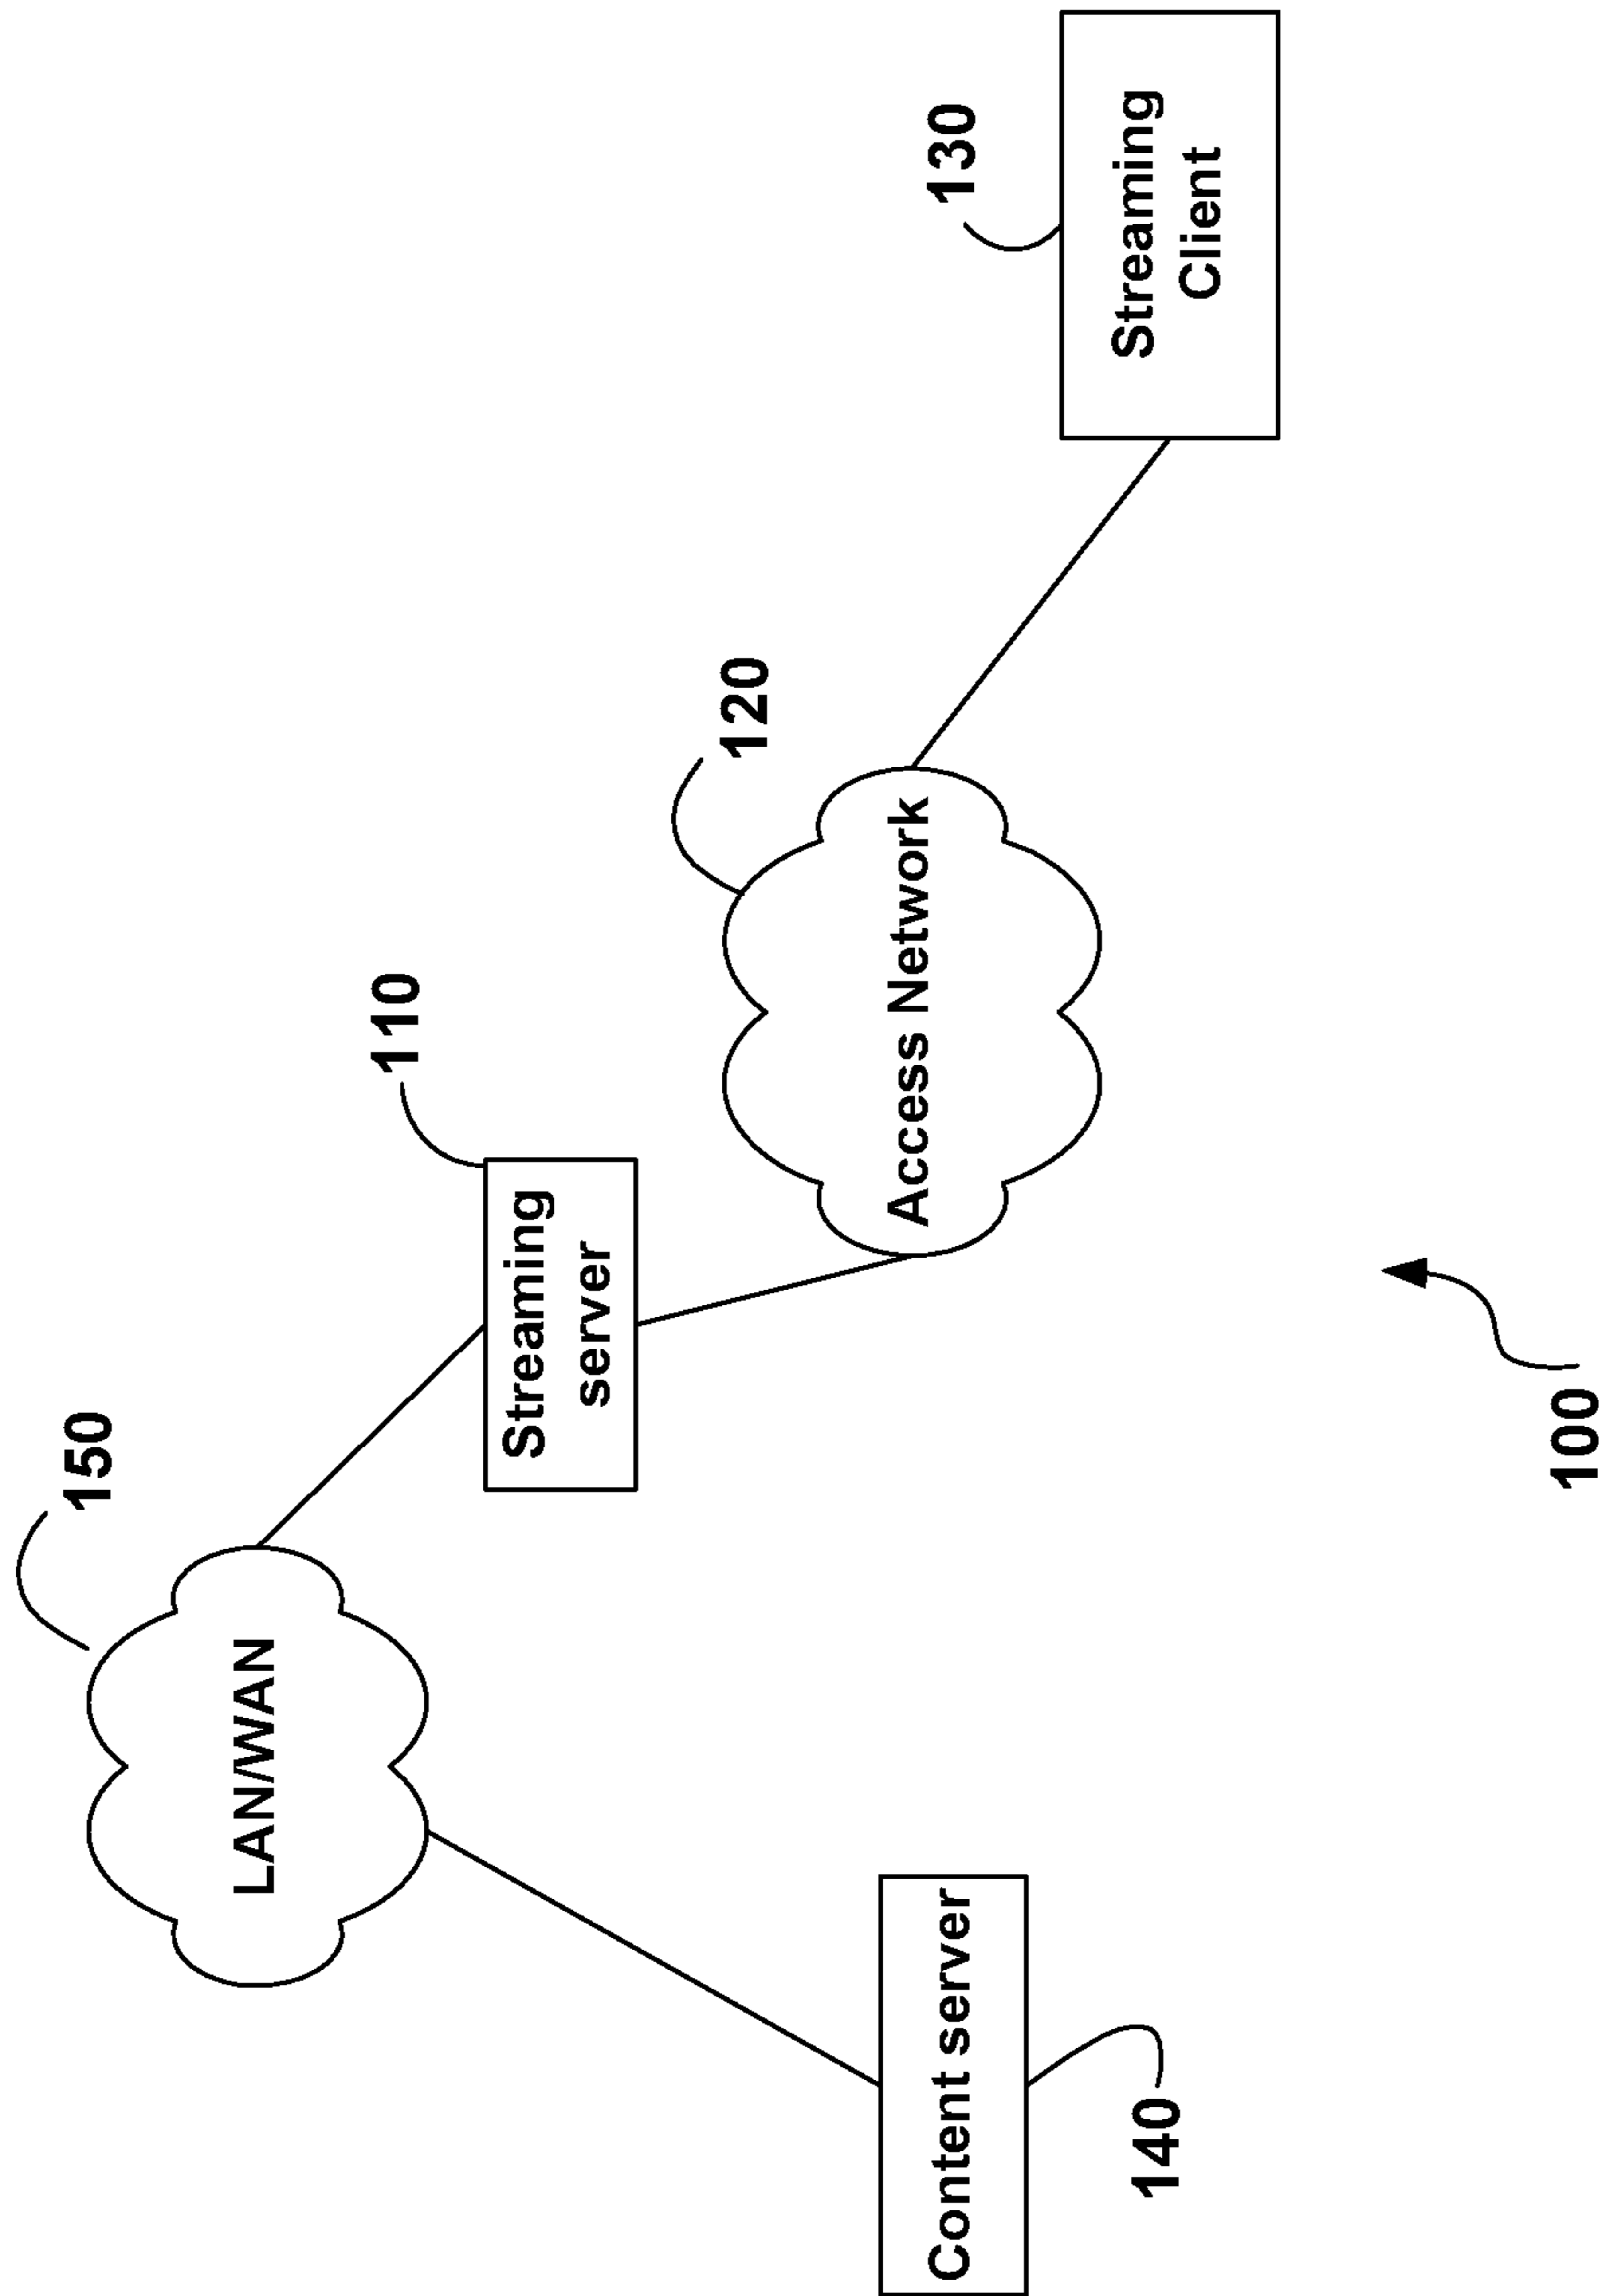 150
LAN/WAN
110
Streaming
server
120
Access Network
130
Streaming
Client
Content server
140
100